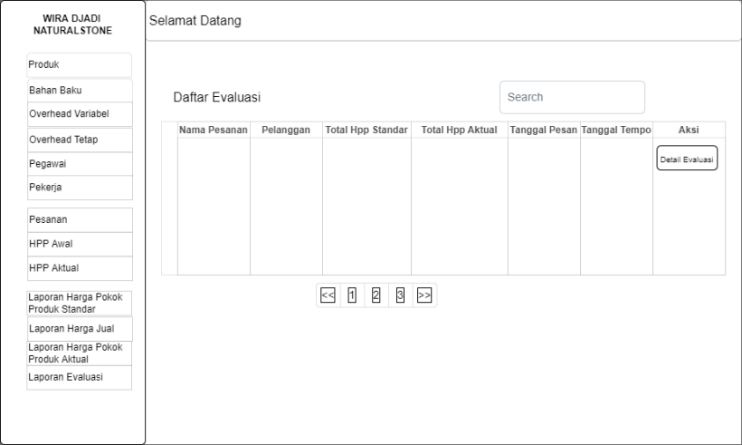 WIRA DJADI
NATURALSTONE
Selamat Datang
Produk
Bahan Baku
Overhead Variabel
Overhead Tetap
Pegawai
Pekerja
Pesanan
HPP Awal
HPP Aktual
Laporan Harga Pokok
Produk Standar
Laporan Harga Jual
Laporan Harga Pokok
Produk Aktual
Laporan Evaluasi
Daftar Evaluasi
Search
Nama Pesanan Pelanggan Total Hpp Standar Total Hpp Aktual Tanggal Pesan Tanggal Tempo Aksi
Detail Evaluasi
<< 1 2 3 >>